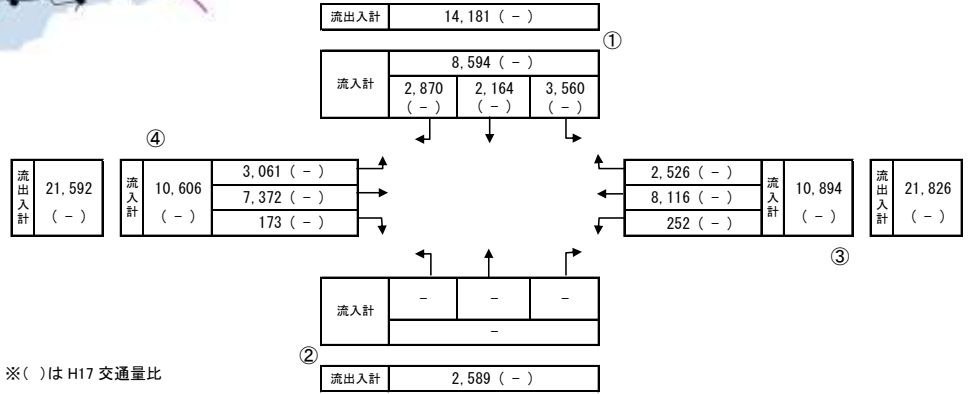 流出入計 14,181 ( - )
①
流入計 8,594 ( - )
2,870 2,164 3,560
( - ) ( - ) ( - )
④
流出入計 21,592 ( - )
流入計 10,606 ( - )
3,061 ( - )
7,372 ( - )
173 ( - )
2,526 ( - )
8,116 ( - )
252 ( - )
流入計 10,894 ( - )
流出入計 21,826 ( - )
③
流入計 - - -
-
②
流出入計 2,589 ( - )
※( )は H17 交通量比